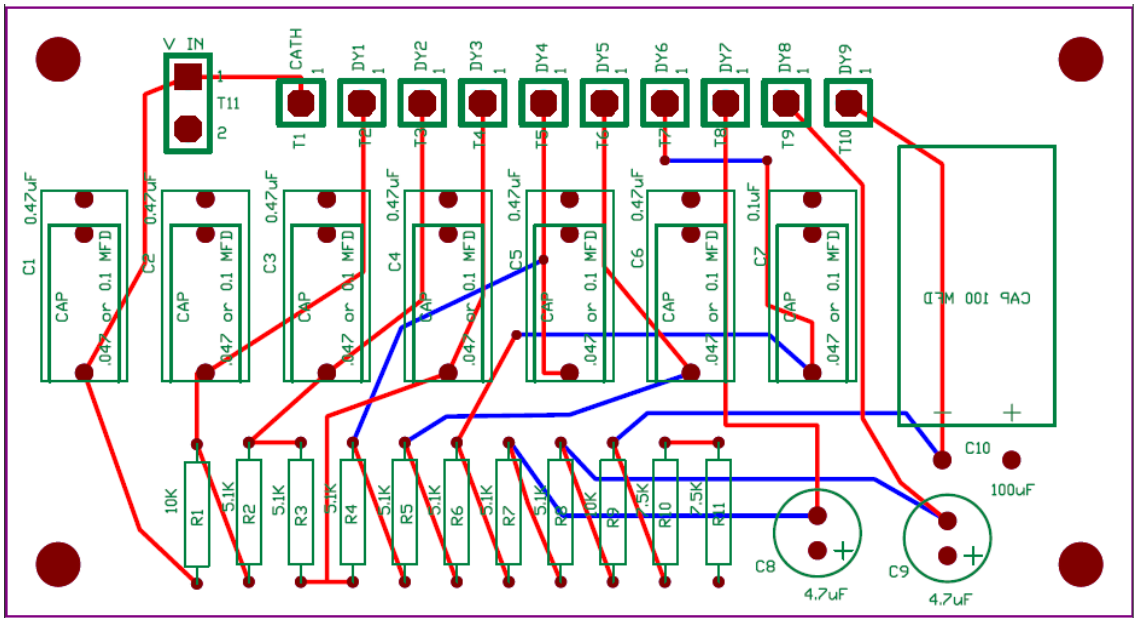 V IN
1
T11
2
CATH
1
T1
DY1
1
T2
DY2
1
T3
DY3
1
T4
DY4
1
T5
DY5
1
T6
DY6
1
T7
DY7
1
T8
DY8
1
T9
DY9
1
T10
0.47uF
C1
CAP
.047 or 0.1 MFD
0.47uF
C2
CAP
.047 or 0.1 MFD
0.47uF
C3
CAP
.047 or 0.1 MFD
0.47uF
C4
CAP
.047 or 0.1 MFD
0.47uF
C5
CAP
.047 or 0.1 MFD
0.47uF
C6
CAP
.047 or 0.1 MFD
0.1uF
C7
CAP
.047 or 0.1 MFD
CAP 100 MFD
+ +
C10
100uF
10K
R1
5.1K
R2
5.1K
R3
5.1K
R4
5.1K
R5
5.1K
R6
5.1K
R7
5.1K
R8
R9
R10
7.5K
R11
C8
+
4.7uF
C9
+
4.7uF